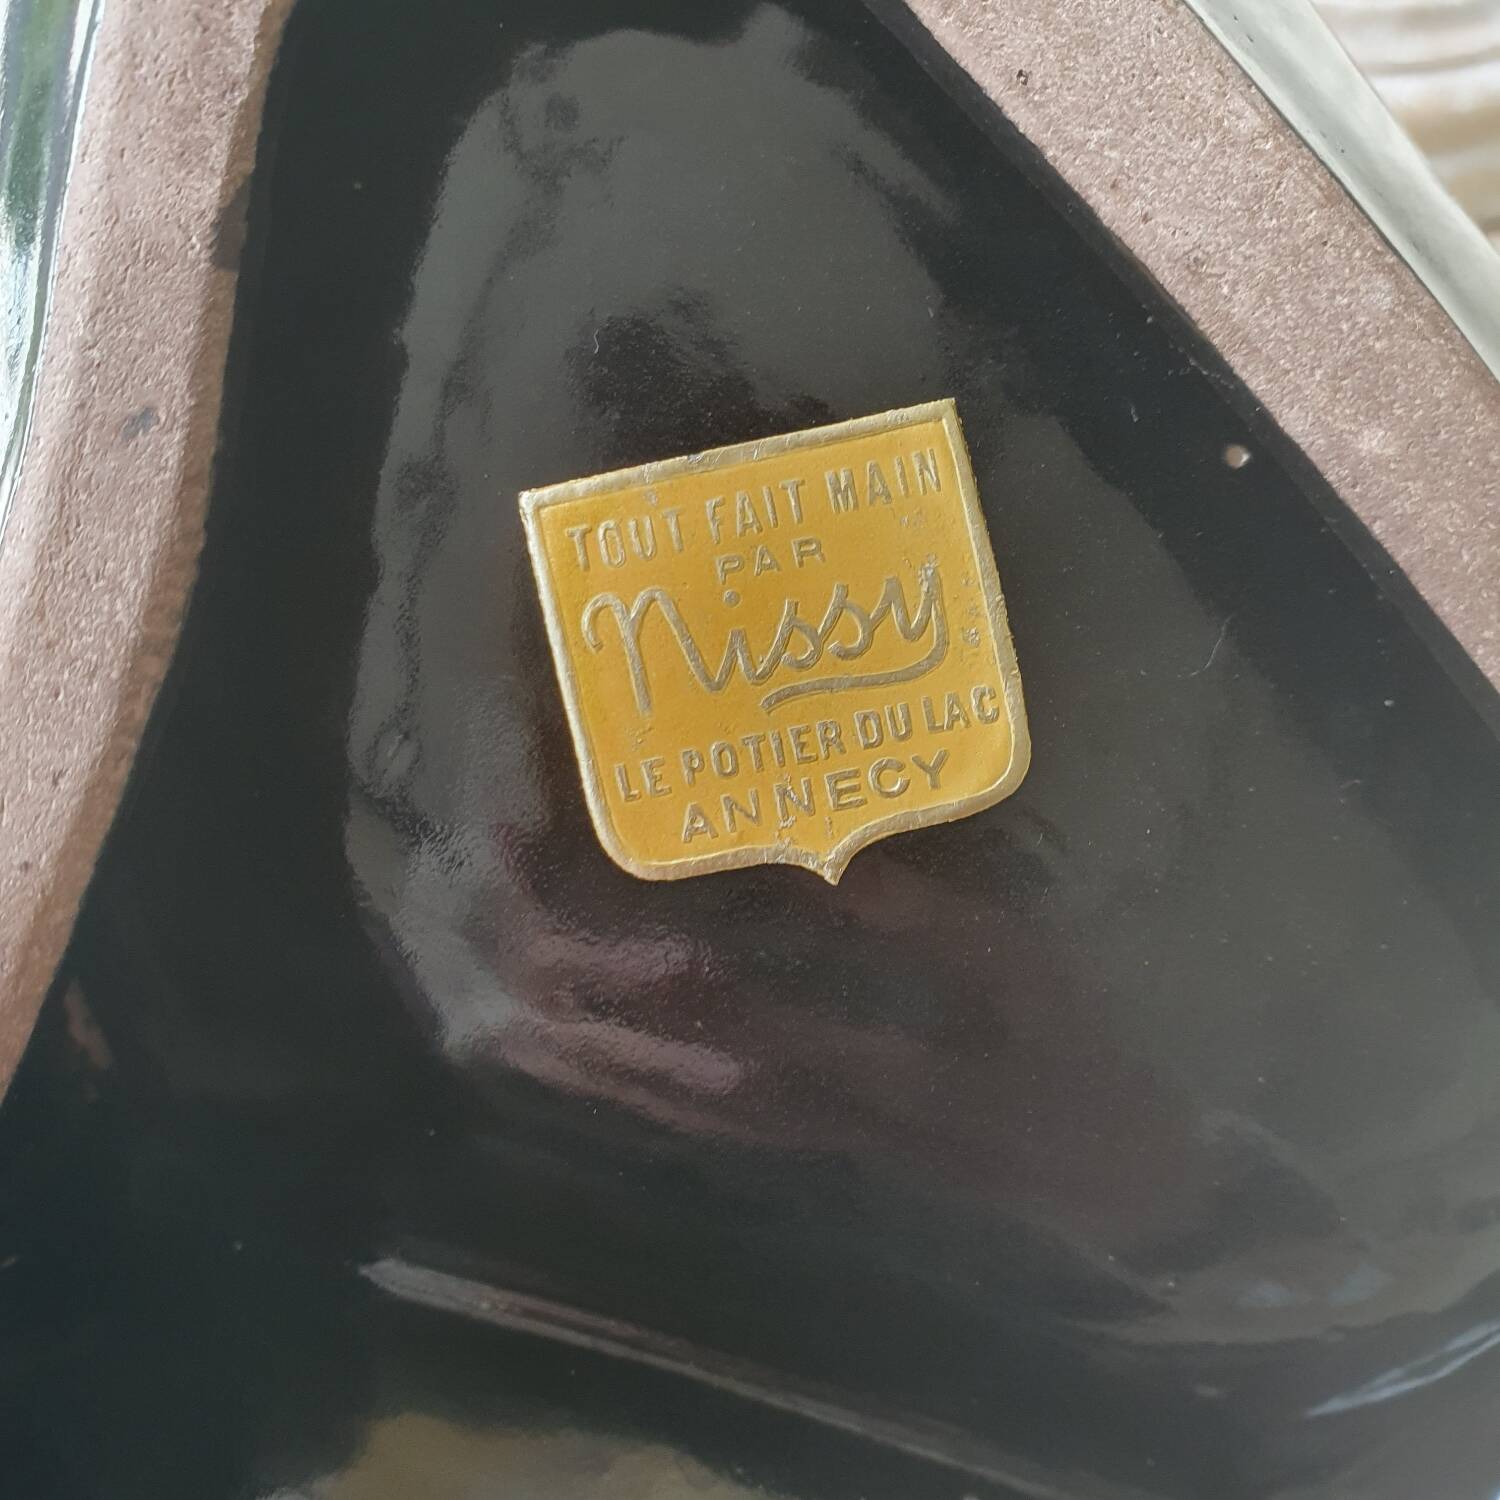 TOUT FAIT MAIN
PAR
Nissy
LE POTIER DU LAC
ANNECY